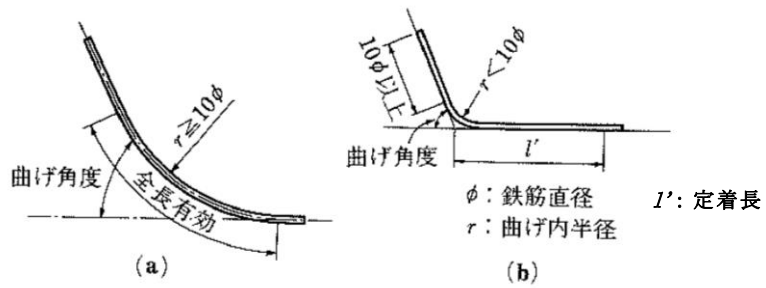 r≧10φ
曲げ角度
全長有効
(a)
10φ以上
r<10φ
曲げ角度
l'
φ：鉄筋直径
r：曲げ内半径
l'：定着長
(b)